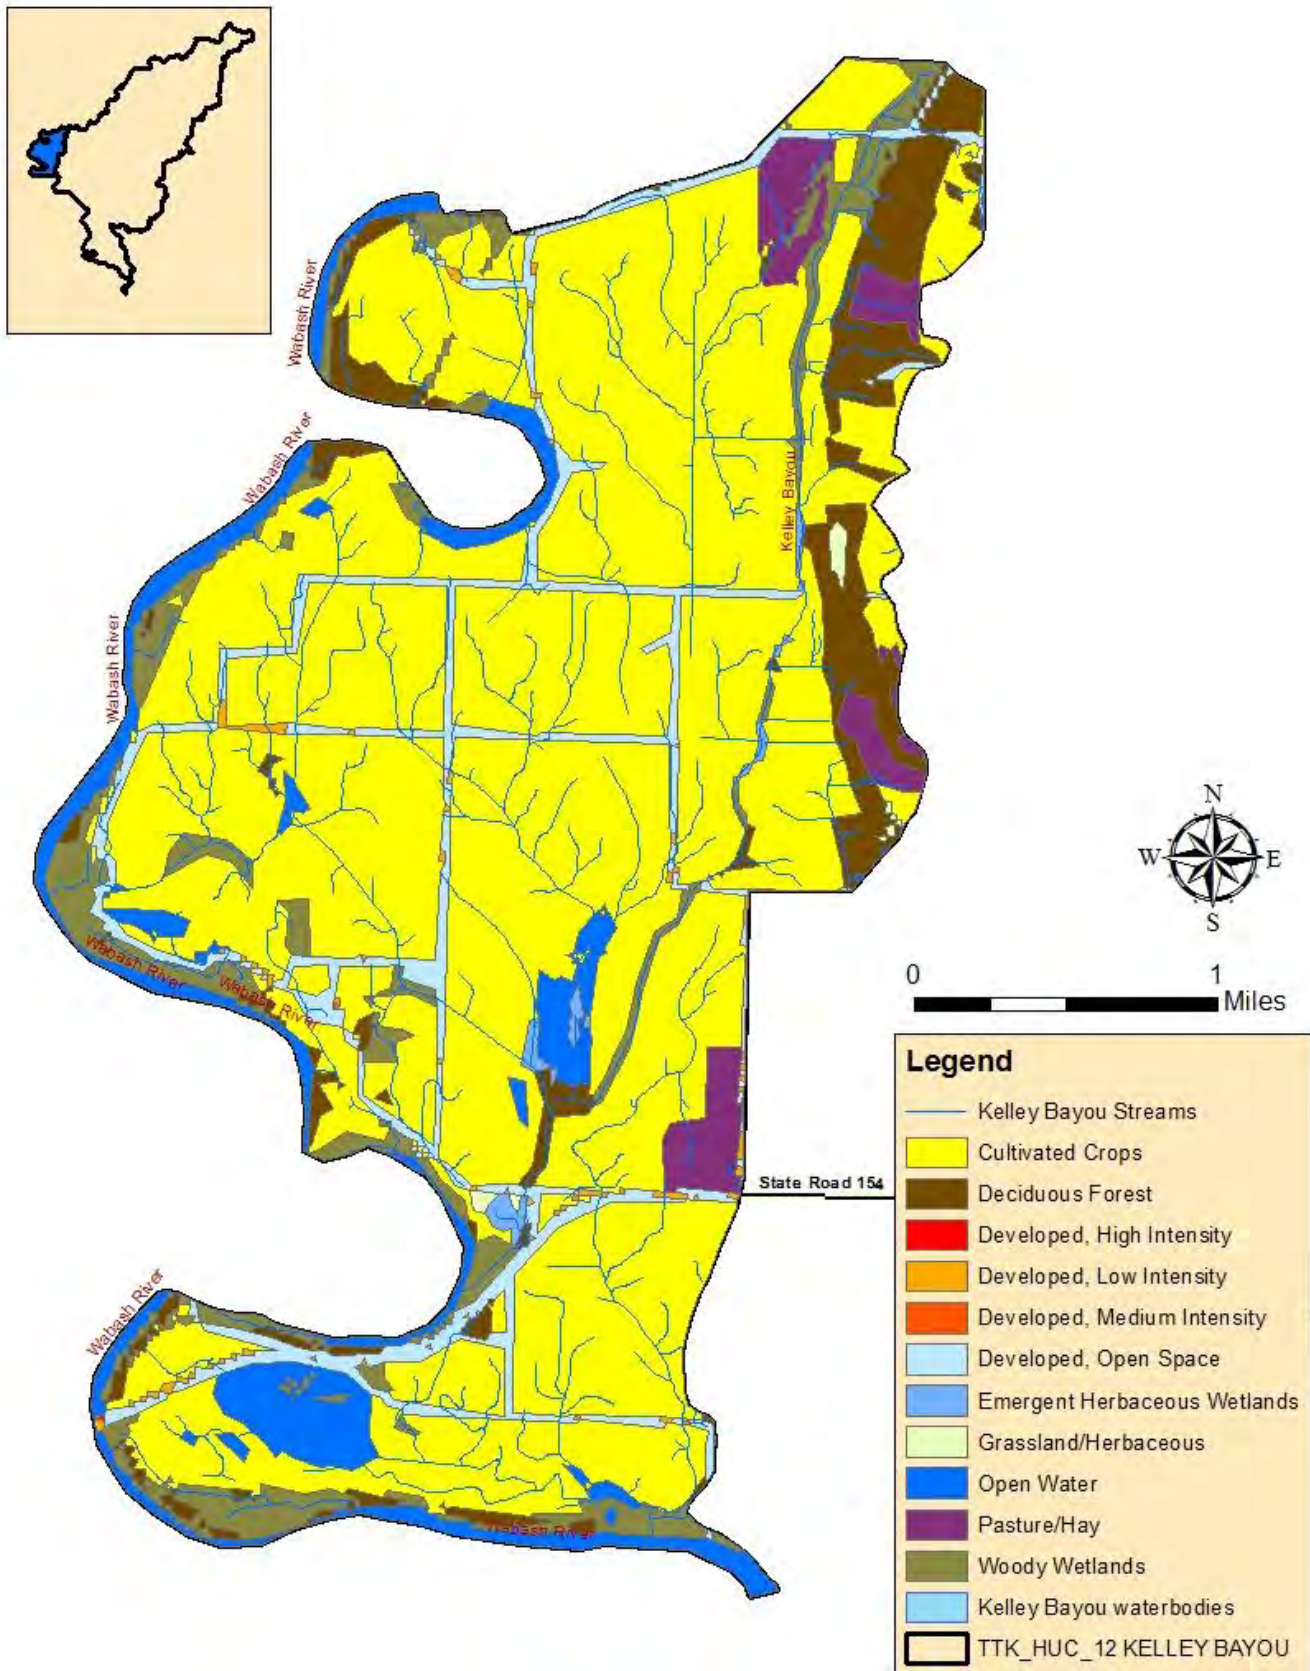 Wabash River
Wabash River
Kelley Bayou
Wabash River
N
W
E
S
Wabash River
Wabash River
0 1
Miles
Legend
Kelley Bayou Streams
Cultivated Crops
Deciduous Forest
State Road 154
Developed, High Intensity
Developed, Low Intensity
Developed, Medium Intensity
Wabash River
Developed, Open Space
Emergent Herbaceous Wetlands
Grassland/Herbaceous
Open Water
Pasture/Hay
Wabash River
Woody Wetlands
Kelley Bayou waterbodies
TTK_HUC_12 KELLEY BAYOU